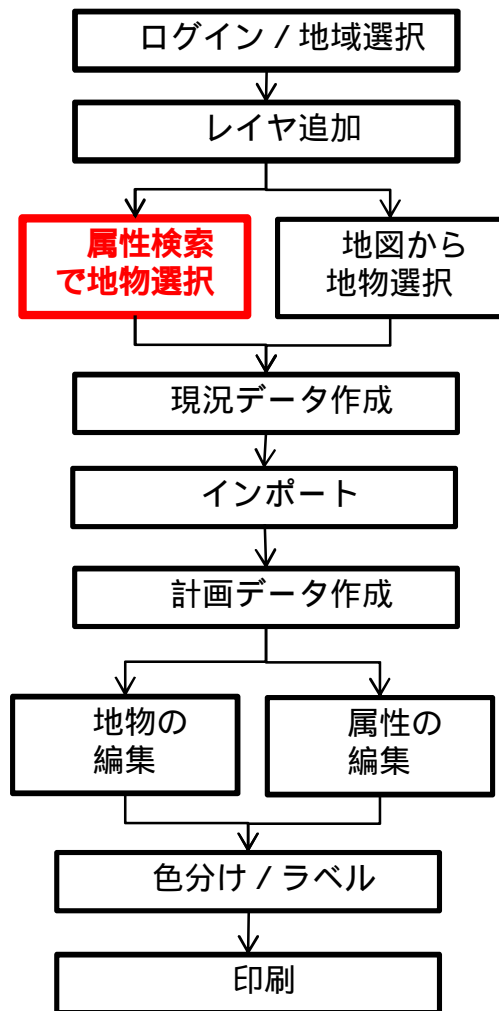 ログイン / 地域選択
レイヤ追加
属性検索
で地物選択
地図から
地物選択
現況データ作成
インポート
計画データ作成
地物の
編集
属性の
編集
色分け / ラベル
印刷